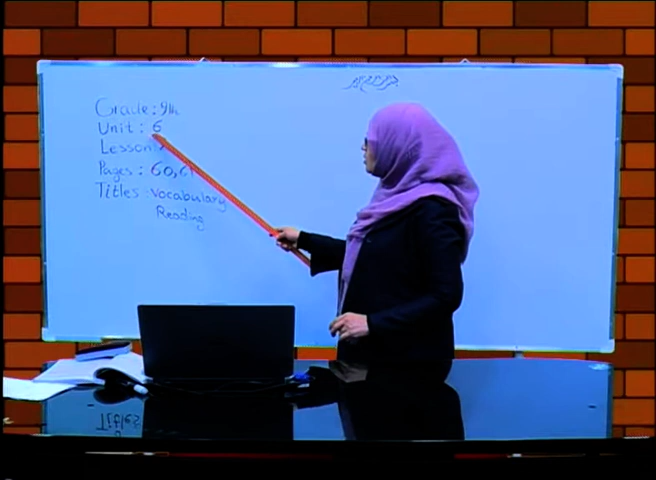 Grade : 9th
Unit : 6
Lesson :
Pages : 60,61
Titles : Vocabulary
Reading